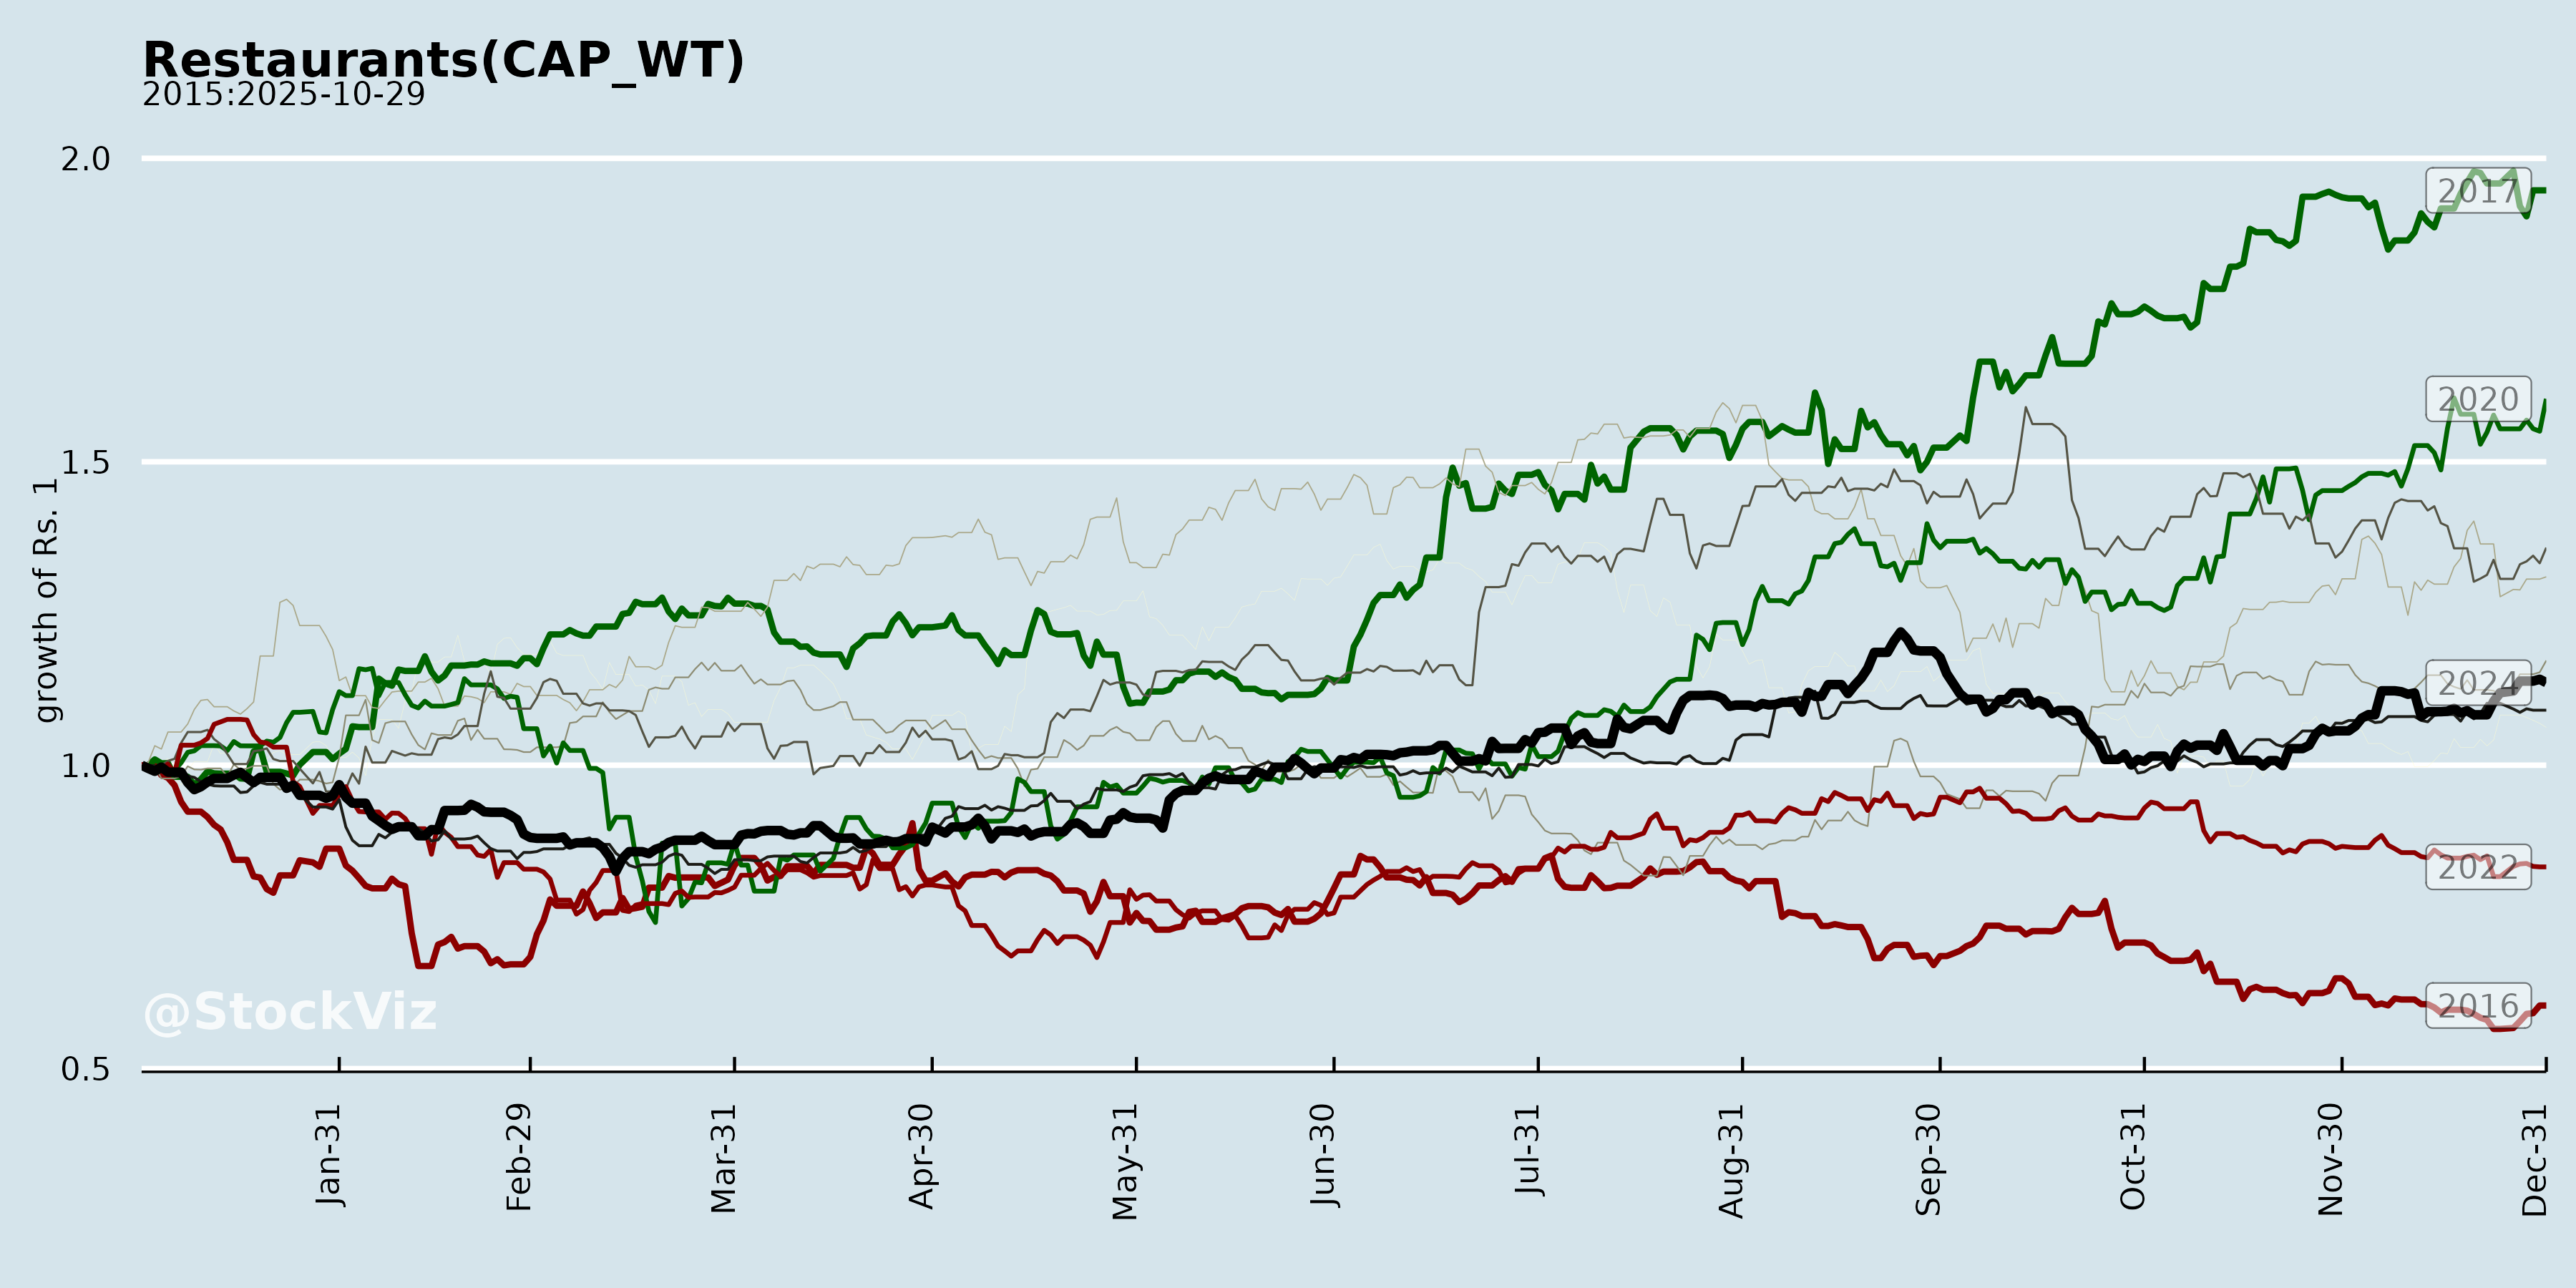 Restaurants(CAP_WT)
2015:2025-10-29
growth of Rs. 1
2.0
1.5
1.0
0.5
2017
2020
2024
2022
2016
@StockViz
Jan-31
Feb-29
Mar-31
Apr-30
May-31
Jun-30
Jul-31
Aug-31
Sep-30
Oct-31
Nov-30
Dec-31